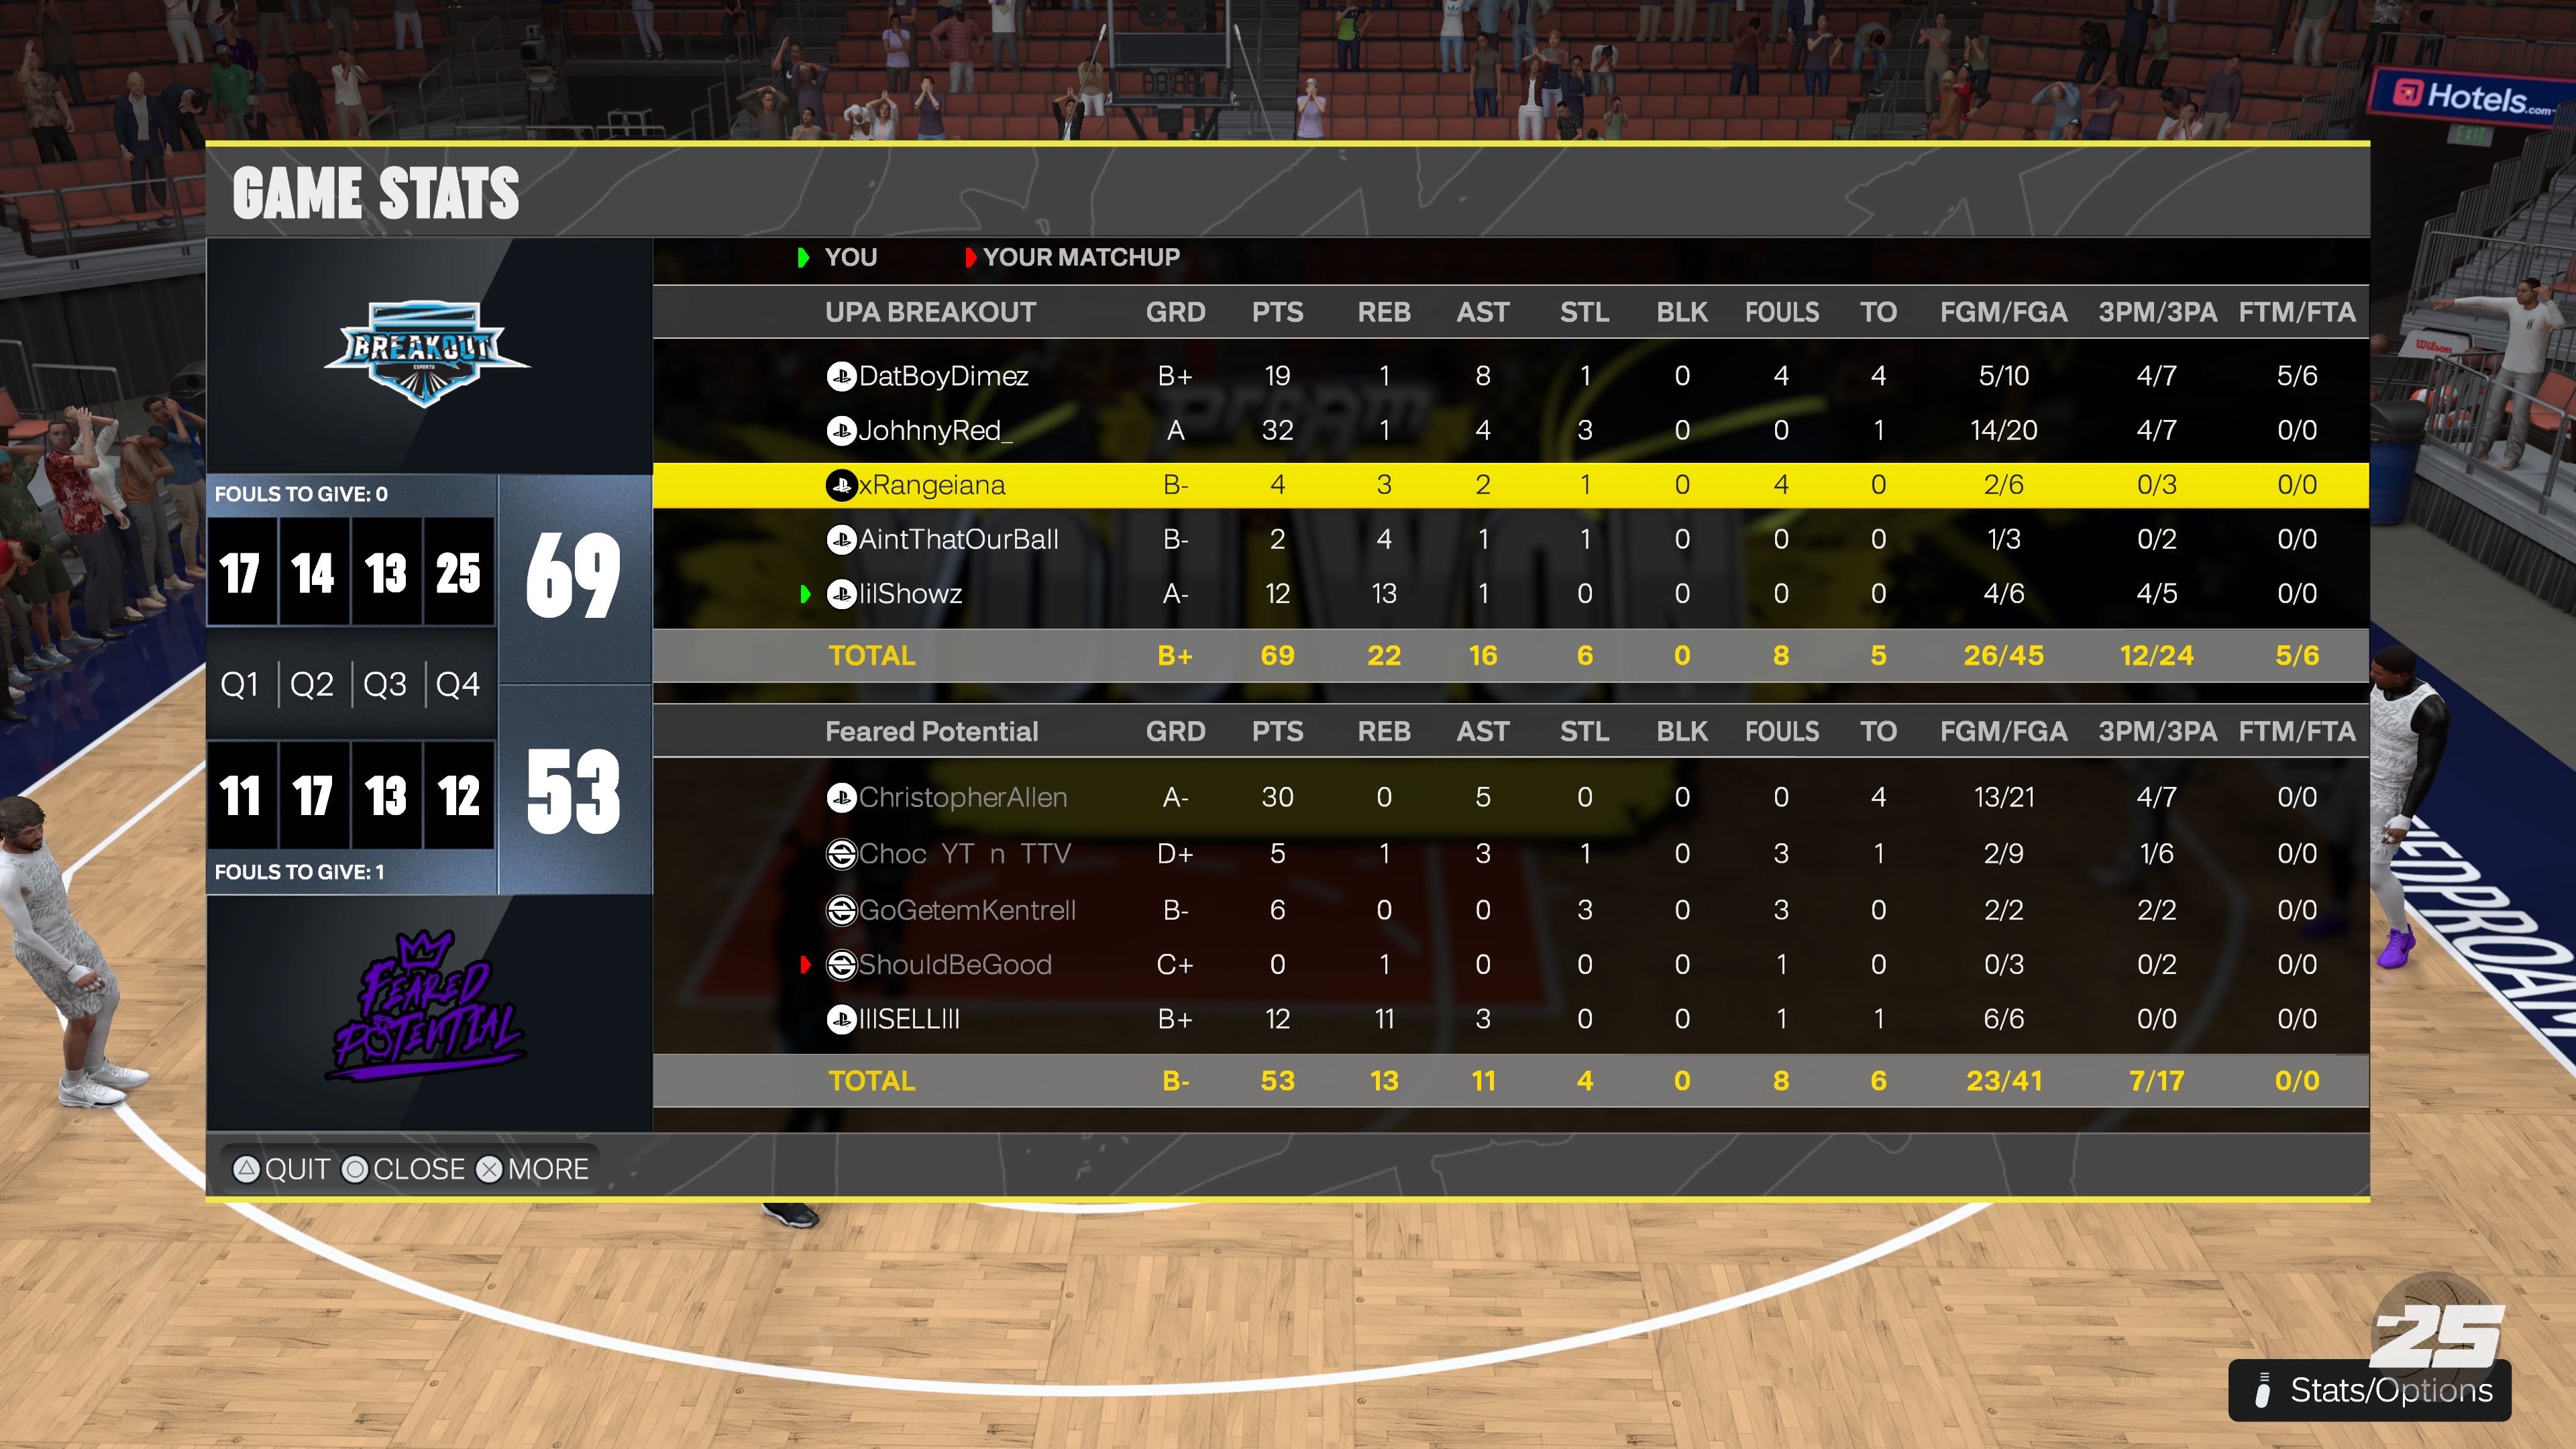 Hotels.com
EXIT
GAME STATS
YOU YOUR MATCHUP
BREAKOUT
ESPORTS
UPA BREAKOUT GRD PTS REB AST STL BLK FOULS TO FGM/FGA 3PM/3PA FTM/FTA
Wilson
DatBoyDimez B+ 19 1 8 1 0 4 4 5/10 4/7 5/6
JohhnyRed_ A 32 1 4 3 0 0 1 14/20 4/7 0/0
xRangeiana B- 4 3 2 1 0 4 0 2/6 0/3 0/0
AintThatOurBall B- 2 4 1 1 0 0 0 1/3 0/2 0/0
lilShowz A- 12 13 1 0 0 0 0 4/6 4/5 0/0
TOTAL B+ 69 22 16 6 0 8 5 26/45 12/24 5/6
FOULS TO GIVE: 0
17 14 13 25 69
Q1 Q2 Q3 Q4
11 17 13 12 53
FOULS TO GIVE: 1
Feared Potential GRD PTS REB AST STL BLK FOULS TO FGM/FGA 3PM/3PA FTM/FTA
ChristopherAllen A- 30 0 5 0 0 0 4 13/21 4/7 0/0
Choc YT n TTV D+ 5 1 3 1 0 3 1 2/9 1/6 0/0
GoGetemKentrell B- 6 0 0 3 0 3 0 2/2 2/2 0/0
ShouldBeGood C+ 0 1 0 0 0 1 0 0/3 0/2 0/0
IIISELLIII B+ 12 11 3 0 0 1 1 6/6 0/0 0/0
TOTAL B- 53 13 11 4 0 8 6 23/41 7/17 0/0
FEARED
POTENTIAL
QUIT CLOSE MORE
25
Stats/Options